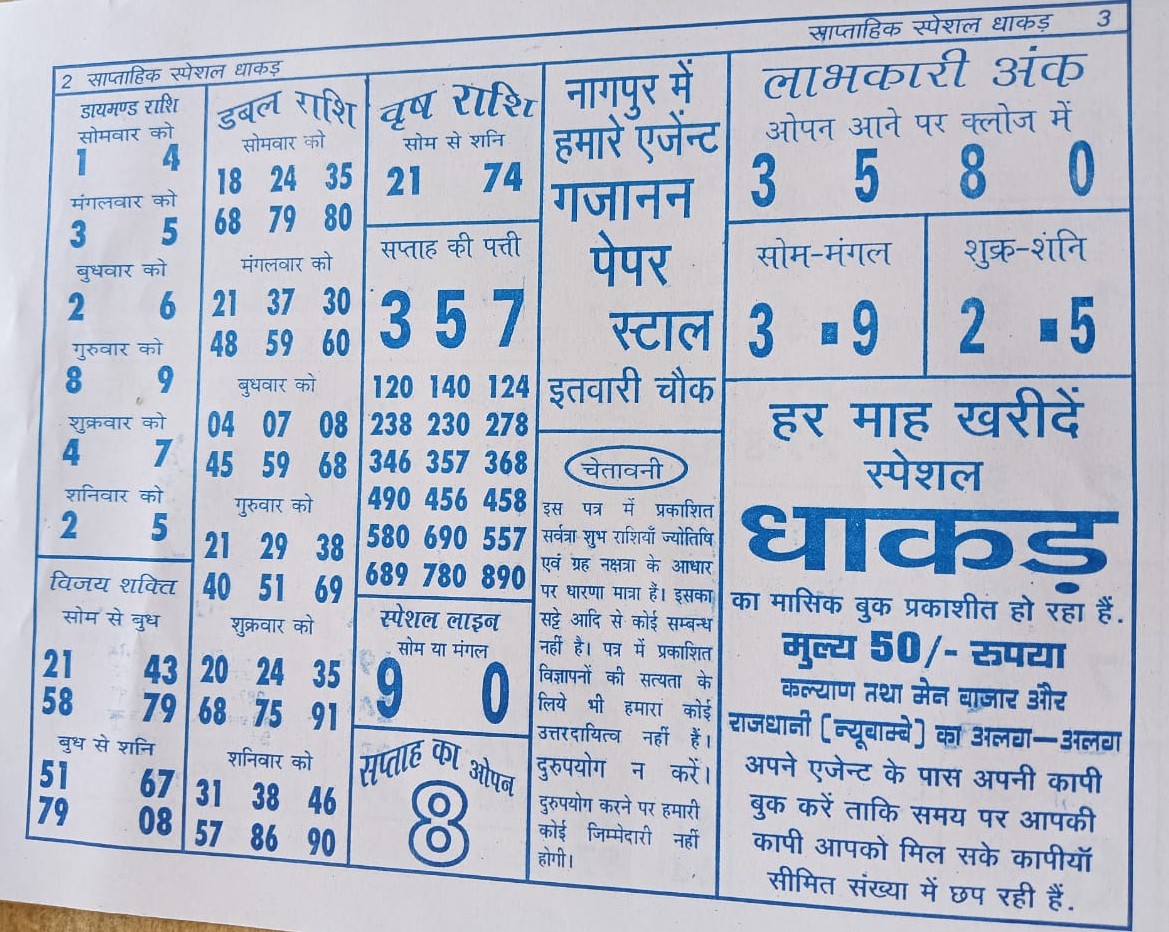 2 साप्ताहिक स्पेशल धाकड़
साप्ताहिक स्पेशल धाकड़ 3
डायमण्ड राशि
सोमवार को
1 4
मंगलवार को
3 5
बुधवार को
2 6
गुरुवार को
8 9
शुक्रवार को
4 7
शनिवार को
2 5
विजय शक्ति
सोम से बुध
21 43
58 79
बुध से शनि
51 67
79 08
डबल राशि
सोमवार को
18 24 35
68 79 80
मंगलवार को
21 37 30
48 59 60
बुधवार को
04 07 08
45 59 68
गुरुवार को
21 29 38
40 51 69
शुक्रवार को
20 24 35
68 75 91
शनिवार को
31 38 46
57 86 90
वृष राशि
सोम से शनि
21 74
सप्ताह की पत्ती
3 5 7
120 140 124
238 230 278
346 357 368
490 456 458
580 690 557
689 780 890
स्पेशल लाइन
सोम या मंगल
9 0
सप्ताह का ओपन
8
नागपुर में
हमारे एजेंन्ट
गजानन
पेपर
स्टाल
इतवारी चौक
चेतावनी
इस पत्र में प्रकाशित
सर्वत्रा शुभ राशियाँ ज्योतिषि
एवं ग्रह नक्षत्रा के आधार
पर धारणा मात्रा है। इसका
सट्टे आदि से कोई सम्बन्ध
नहीं है। पत्र में प्रकाशित
विज्ञापनों की सत्यता के
लिये भी हमारा कोई
उत्तरदायित्व नहीं हैं।
दुरुपयोग न करें।
दुरुपयोग करने पर हमारी
कोई जिम्मेदारी नहीं
होगी।
लाभकारी अंक
ओपन आने पर क्लोज में
3 5 8 0
सोम-मंगल
3 ▪ 9
शुक्र-शंनि
2 ▪ 5
हर माह खरीदें
स्पेशल
धाकड़
का मासिक बुक प्रकाशीत हो रहा हैं.
मुल्य 50/- रुपया
कल्याण तथा मेन बाजार और
राजधानी (न्यूबाम्बे) का अलग—अलग
अपने एजेन्ट के पास अपनी कापी
बुक करें ताकि समय पर आपकी
कापी आपको मिल सके कापीयॉ
सीमित संख्या में छप रही हैं.